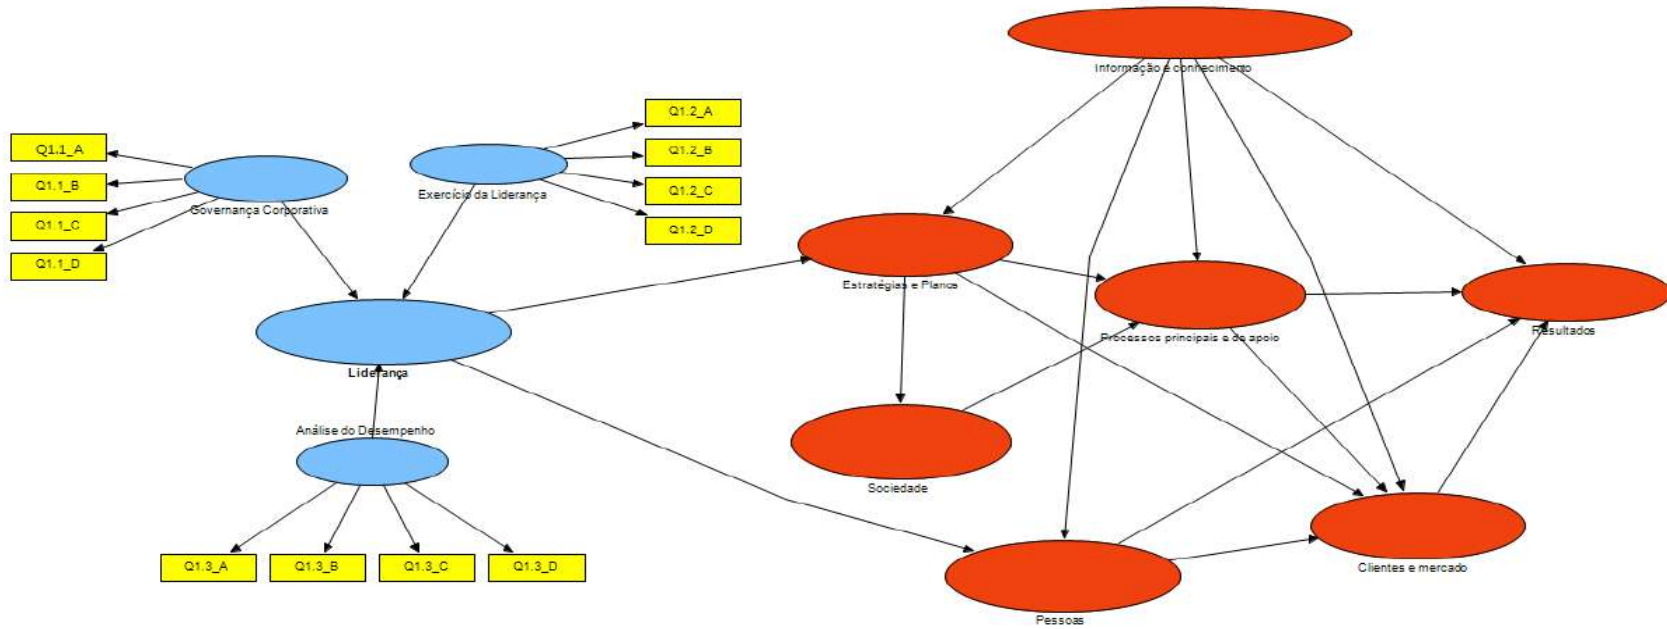 Informação e conhecimento
Q1.1_A
Q1.1_B
Q1.1_C
Q1.1_D
Governança Corporativa
Exercício da Liderança
Q1.2_A
Q1.2_B
Q1.2_C
Q1.2_D
Estratégias e Planos
Processos principais e de apoio
Resultados
Liderança
Análise do Desempenho
Sociedade
Q1.3_A
Q1.3_B
Q1.3_C
Q1.3_D
Clientes e mercado
Pessoas